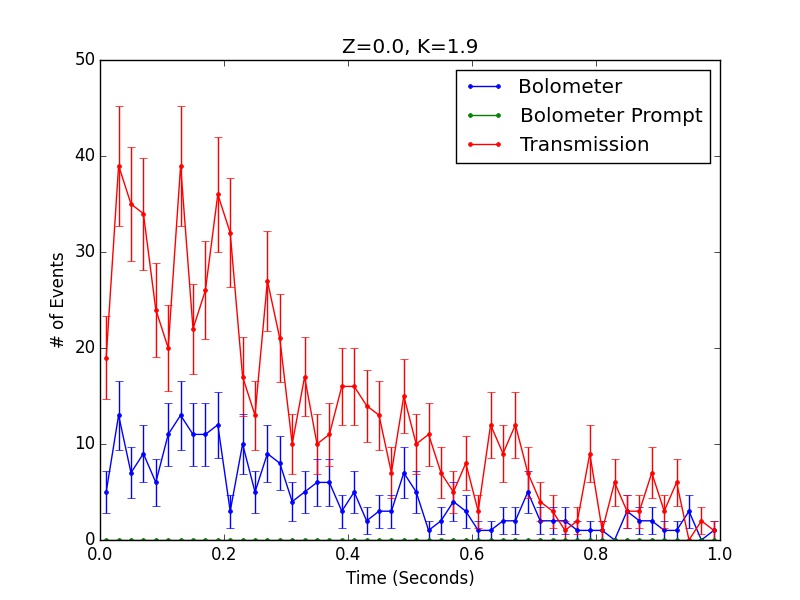 Z=0.0, K=1.9
50
40
30
20
10
0
# of Events
Bolometer
Bolometer Prompt
Transmission
0.0 0.2 0.4 0.6 0.8 1.0
Time (Seconds)